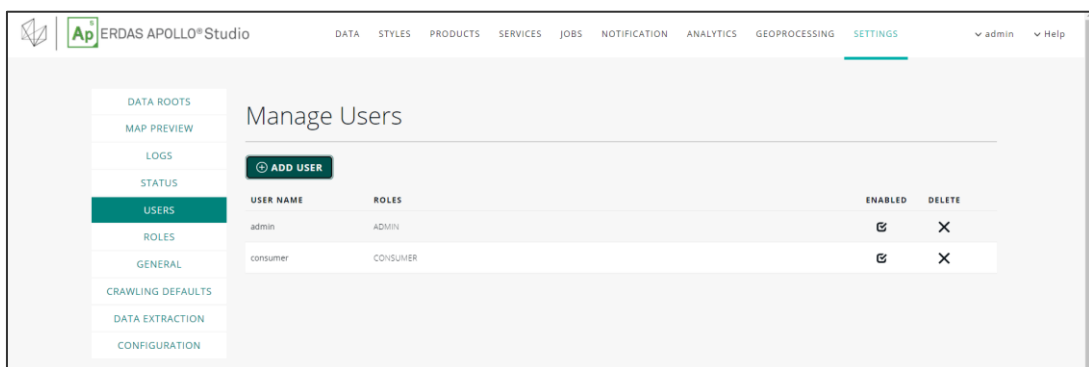 Ap ERDAS APOLLO® Studio DATA STYLES PRODUCTS SERVICES JOBS NOTIFICATION ANALYTICS GEOPROCESSING SETTINGS admin Help
DATA ROOTS
MAP PREVIEW
LOGS
STATUS
USERS
ROLES
GENERAL
CRAWLING DEFAULTS
DATA EXTRACTION
CONFIGURATION
Manage Users
ADD USER
USER NAME ROLES ENABLED DELETE
admin ADMIN
consumer CONSUMER